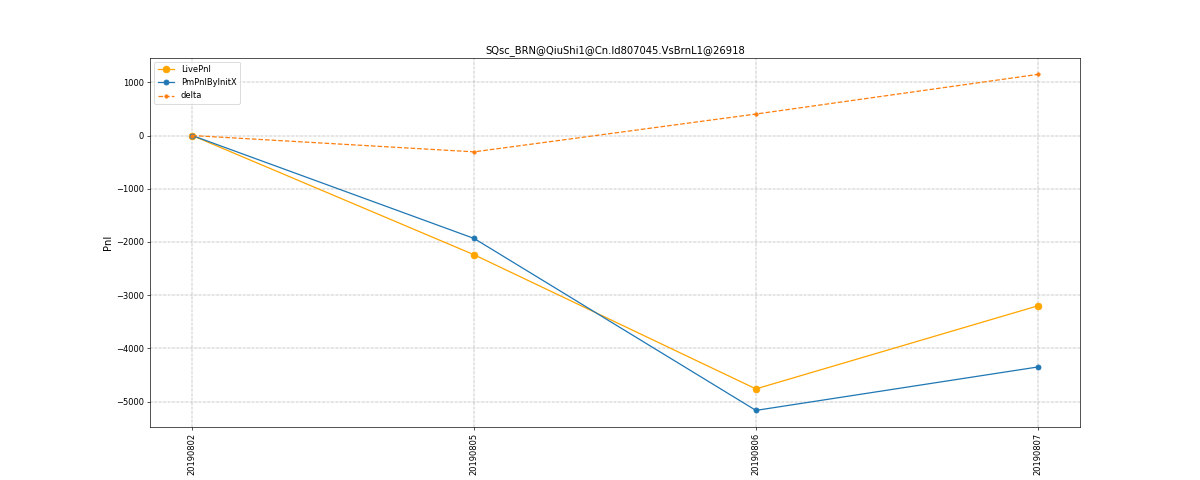 SQsc_BRN@QiuShi1@Cn.Id807045.VsBrnL1@26918
LivePnl
PmPnlByInitX
delta
1000
0
−1000
−2000
−3000
−4000
−5000
Pnl
20190802
20190805
20190806
20190807